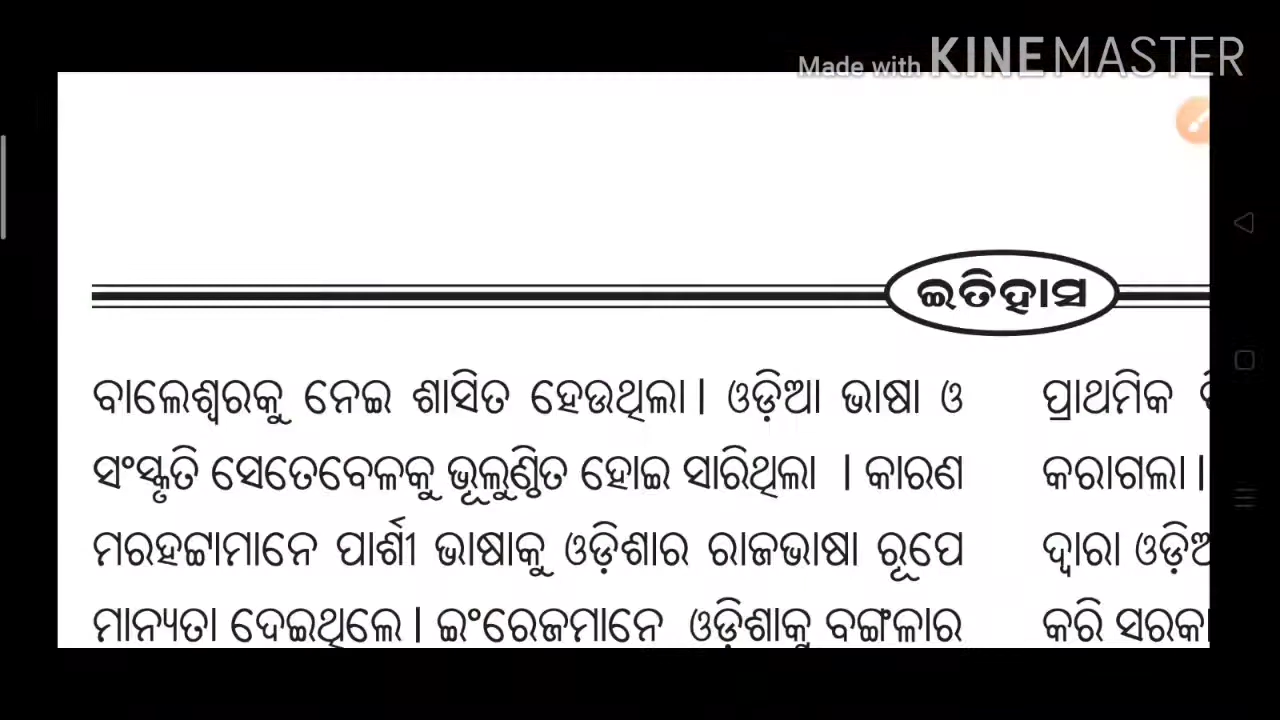 Made with KINEMASTER
ଇତିହାସ
ବାଲେଶ୍ୱରକୁ ନେଇ ଶାସିତ ହେଉଥିଲା। ଓଡ଼ିଆ ଭାଷା ଓ
ସଂସ୍କୃତି ସେତେବେଳକୁ ଭୂଲୁଣ୍ଠିତ ହୋଇ ସାରିଥିଲା । କାରଣ
ମରହଟ୍ଟାମାନେ ପାର୍ଶୀ ଭାଷାକୁ ଓଡ଼ିଶାର ରାଜଭାଷା ରୂପେ
ମାନ୍ୟତା ଦେଇଥିଲେ। ଇଂରେଜମାନେ ଓଡ଼ିଶାକୁ ବଙ୍ଗଳାର
ପ୍ରାଥମିକ
କରାଗଲା।
ଦ୍ୱାରା
କରି